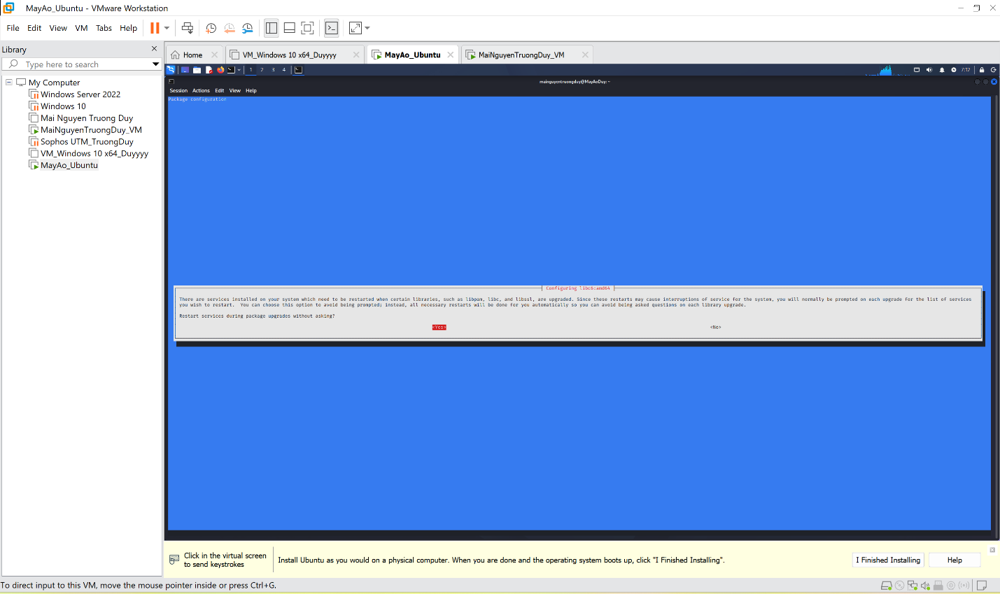 MayAo_Ubuntu - VMware Workstation
File Edit View VM Tabs Help
Library
Type here to search
My Computer
Windows Server 2022
Windows 10
Mai Nguyen Truong Duy
MaiNguyenTruongDuy_VM
Sophos UTM_TruongDuy
VM_Windows 10 x64_Duyyyy
MayAo_Ubuntu
Home VM_Windows 10 x64_Duyyyy MayAo_Ubuntu MaiNguyenTruongDuy_VM
1 2 3 4 7:12
mainguyentruongduy@MayAoDuy: ~
Session Actions Edit View Help
Package configuration
Configuring libc6:amd64
There are services installed on your system which need to be restarted when certain libraries, such as libpam, libc, and libssl, are upgraded. Since these restarts may cause interruptions of service for the system, you will normally be prompted on each upgrade for the list of services
you wish to restart. You can choose this option to avoid being prompted; instead, all necessary restarts will be done for you automatically so you can avoid being asked questions on each library upgrade.
Restart services during package upgrades without asking?
<Yes> <No>
Click in the virtual screen
to send keystrokes
Install Ubuntu as you would on a physical computer. When you are done and the operating system boots up, click "I Finished Installing".
I Finished Installing Help
To direct input to this VM, move the mouse pointer inside or press Ctrl+G.